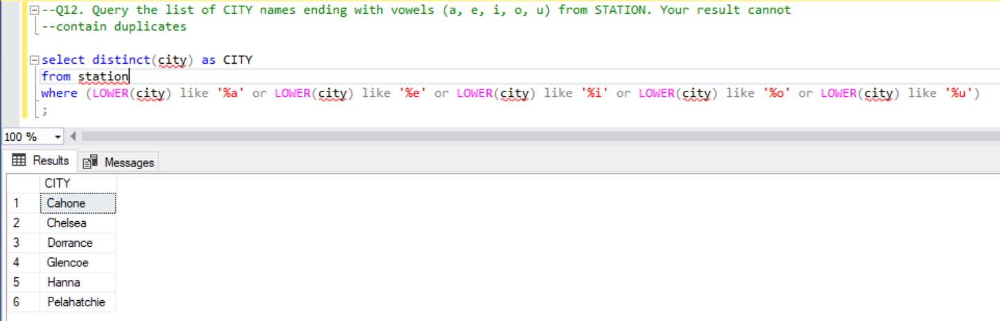 --Q12. Query the list of CITY names ending with vowels (a, e, i, o, u) from STATION. Your result cannot
--contain duplicates
select distinct(city) as CITY
from station
where (LOWER(city) like '%a' or LOWER(city) like '%e' or LOWER(city) like '%i' or LOWER(city) like '%o' or LOWER(city) like '%u')
;
100 %
Results Messages
CITY
1 Cahone
2 Chelsea
3 Dorrance
4 Glencoe
5 Hanna
6 Pelahatchie